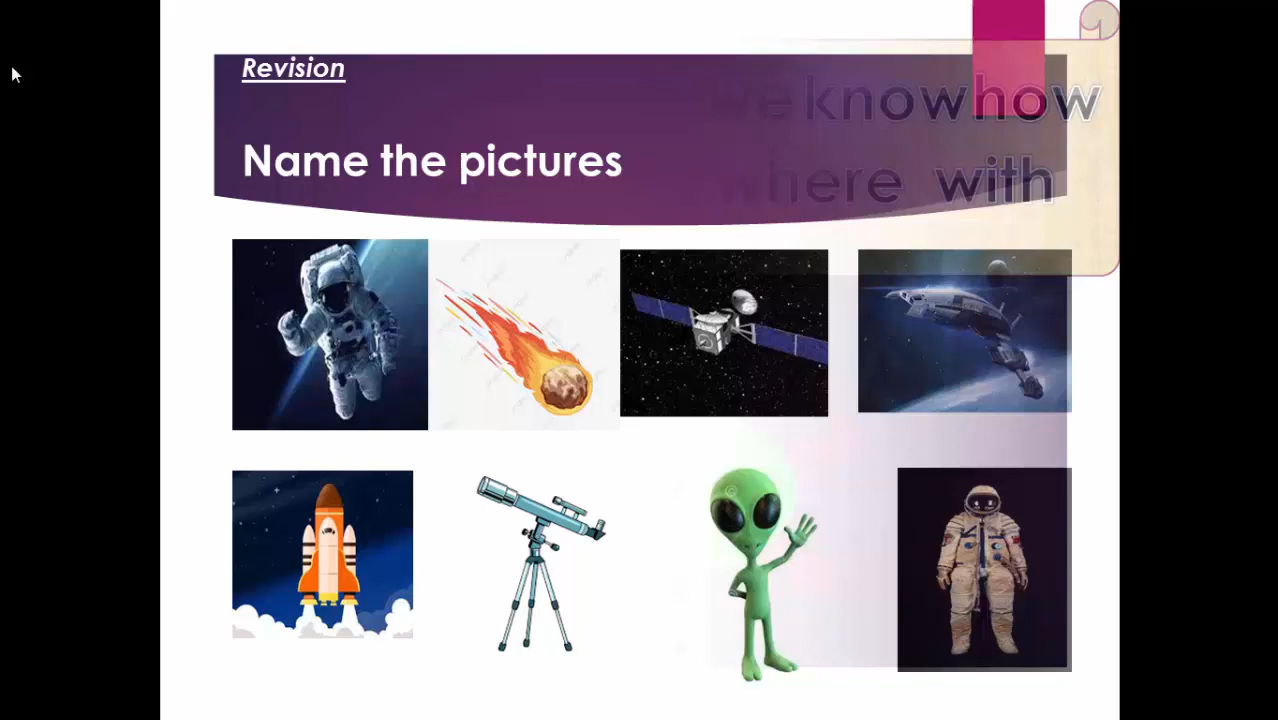 Revision
we know how
Name the pictures
where with